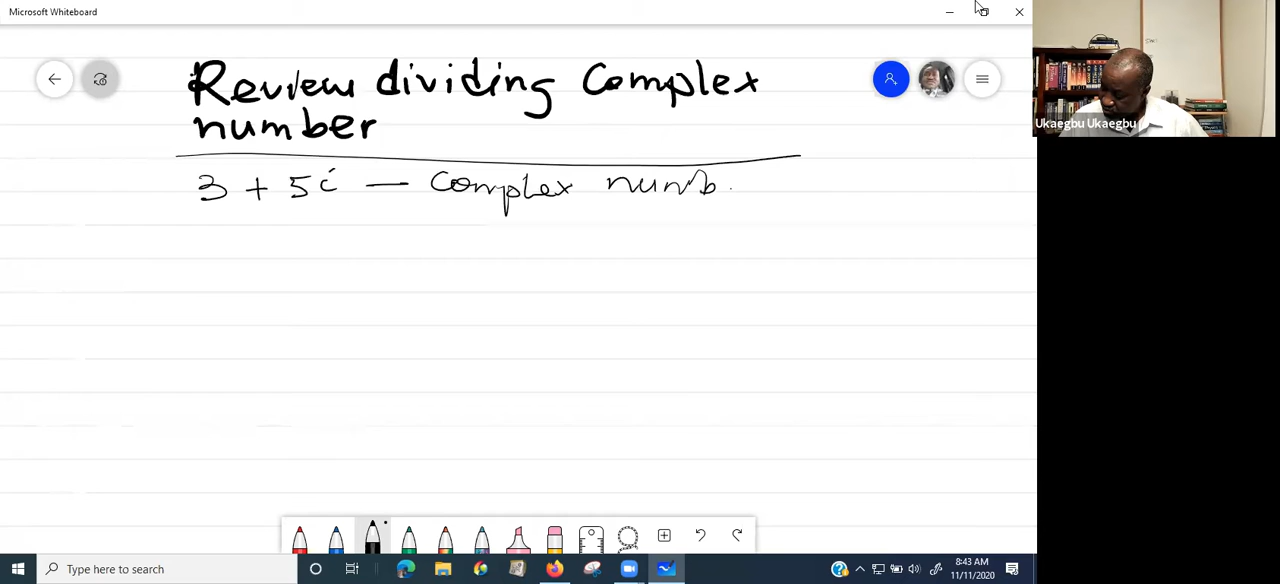 Microsoft Whiteboard
Review dividing Complex
number
3 + 5i — Complex numb.
Ukaegbu Ukaegbu
Type here to search
8:43 AM
11/11/2020